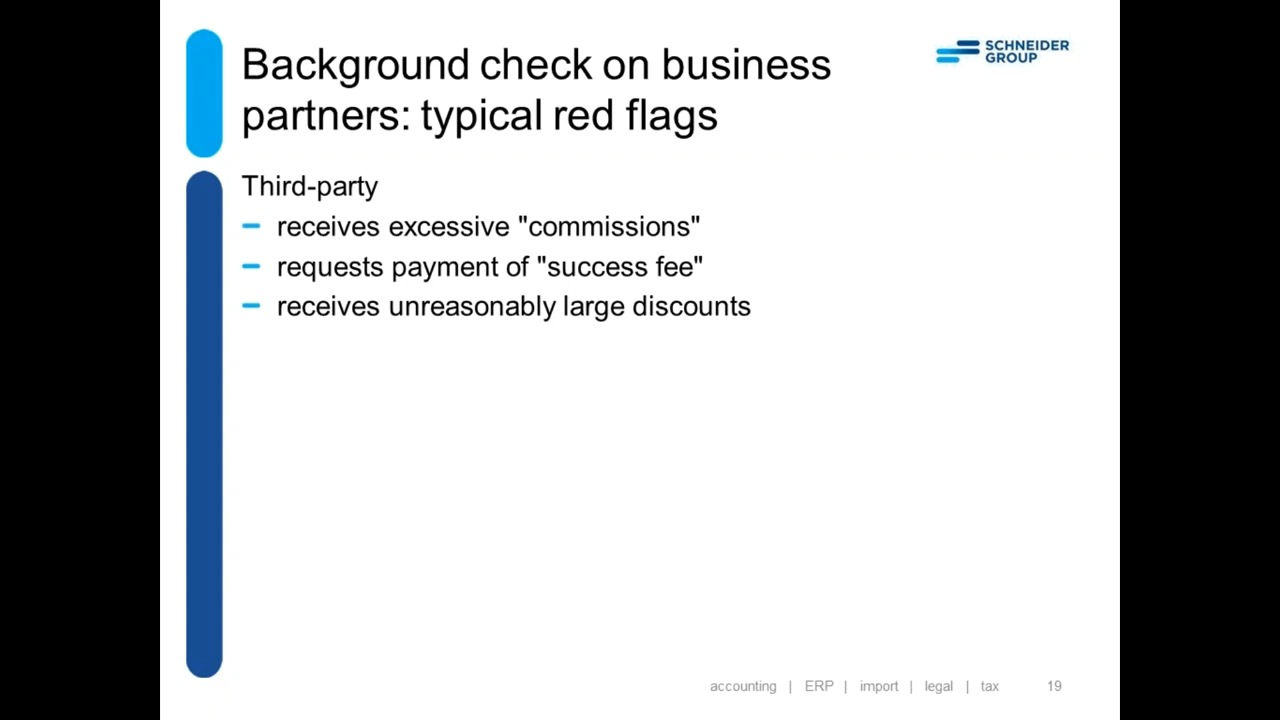 Background check on business
partners: typical red flags
SCHNEIDER
GROUP
Third-party
– receives excessive "commissions"
– requests payment of "success fee"
– receives unreasonably large discounts
accounting | ERP | import | legal | tax 19